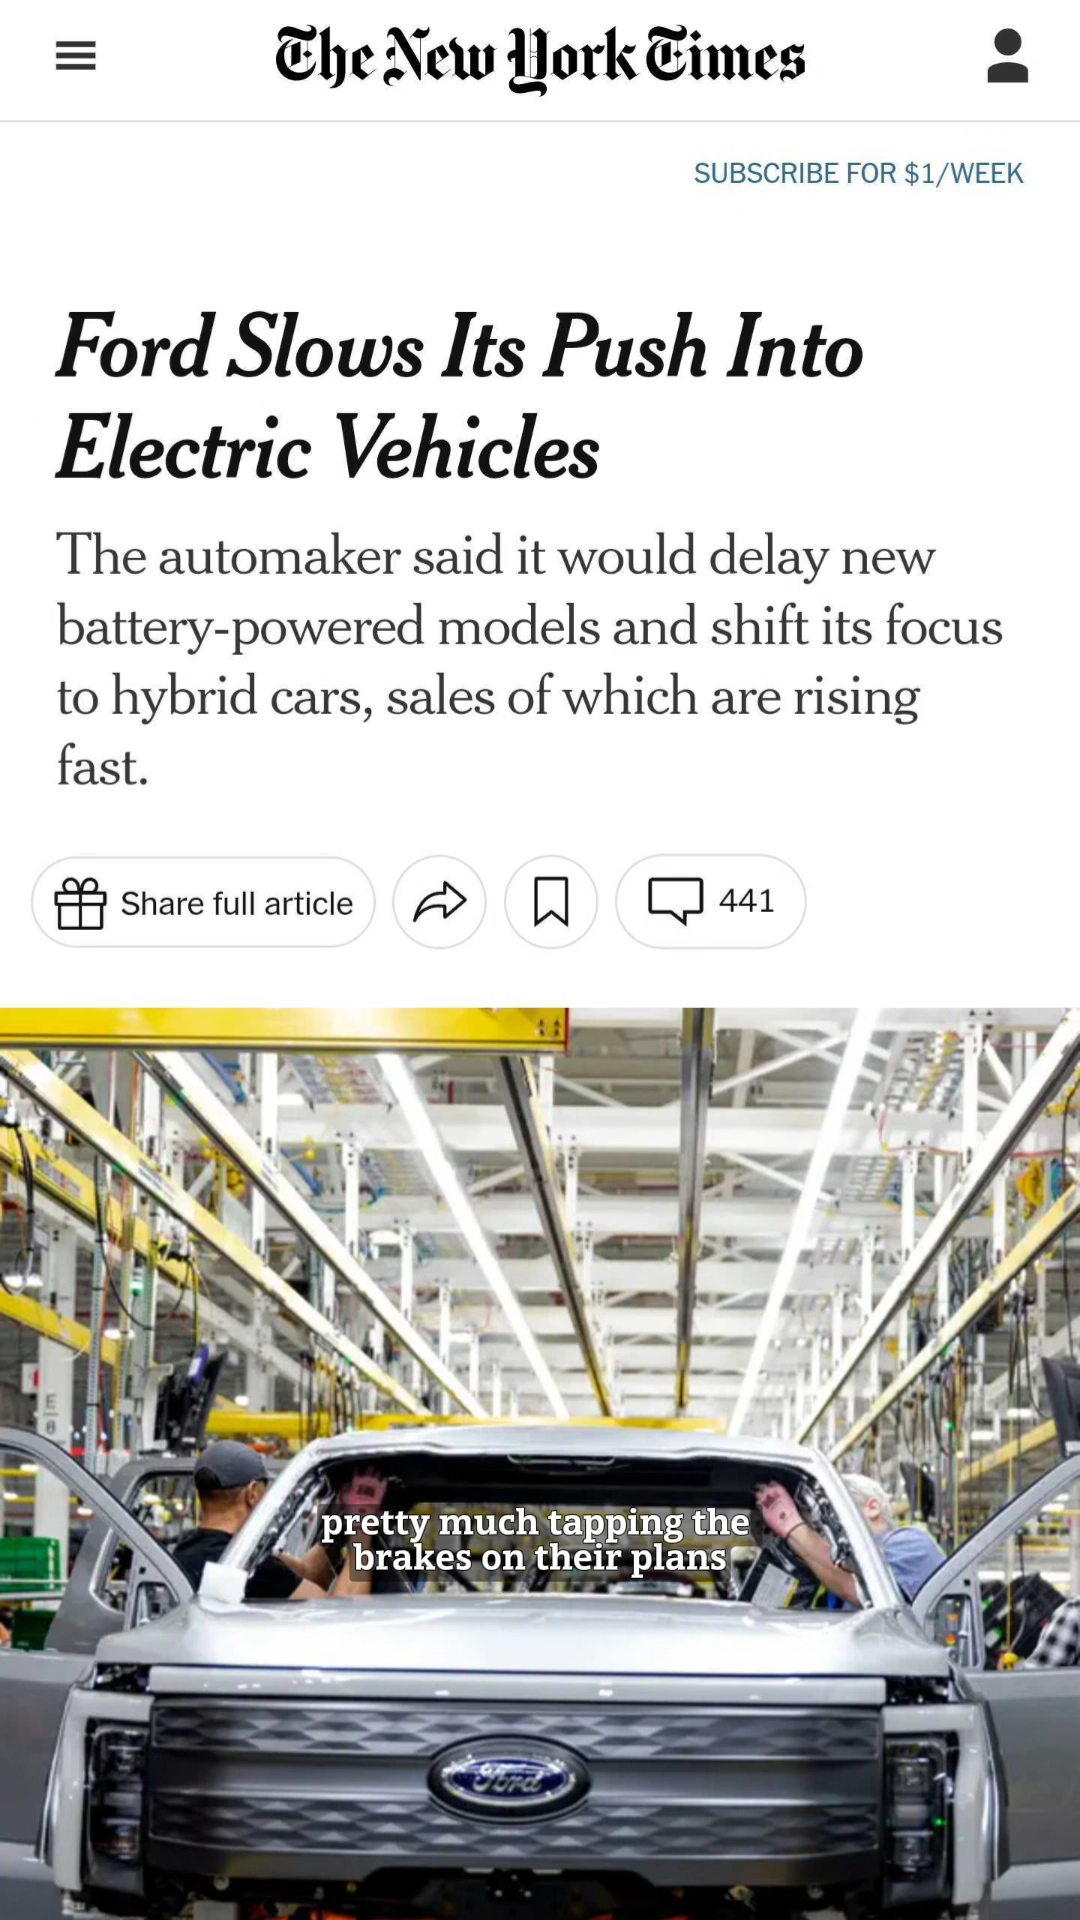 The New York Times
SUBSCRIBE FOR $1/WEEK
Ford Slows Its Push Into
Electric Vehicles
The automaker said it would delay new
battery-powered models and shift its focus
to hybrid cars, sales of which are rising
fast.
Share full article
441
pretty much tapping the
brakes on their plans
Ford